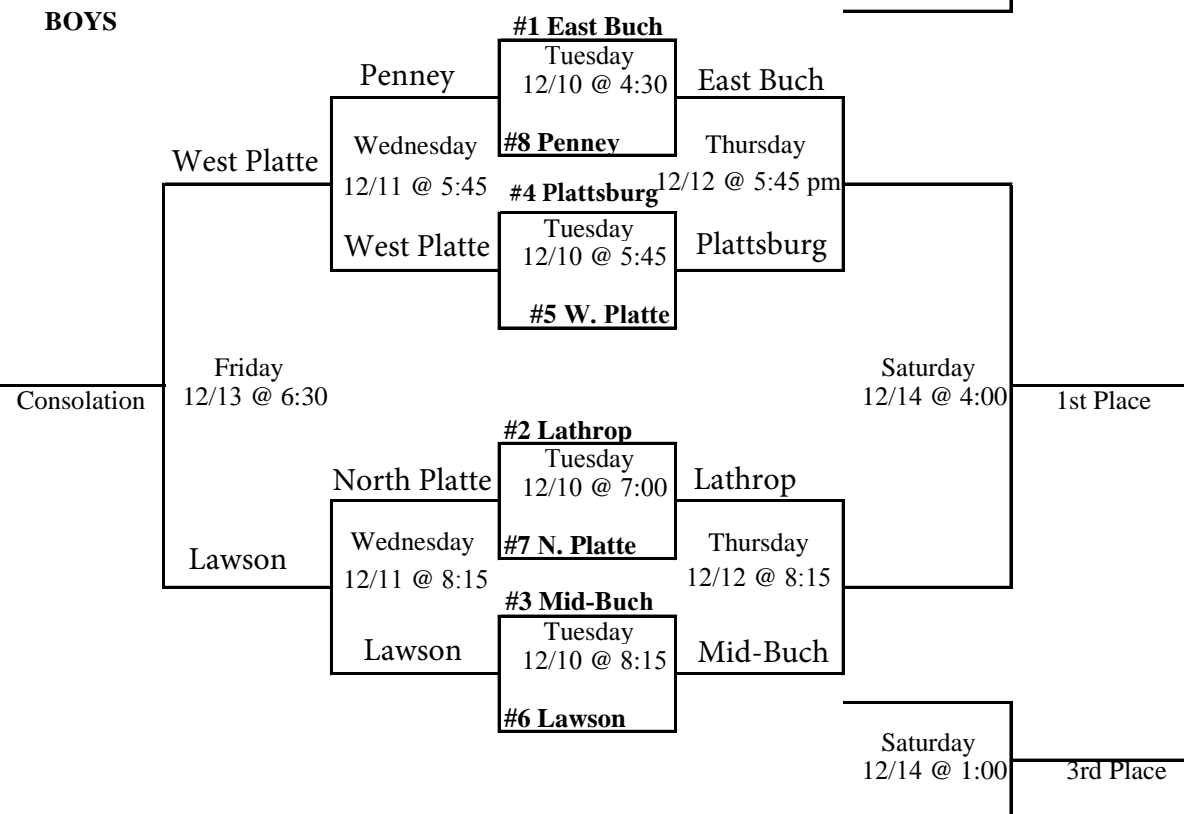 BOYS
#1 East Buch
Tuesday
12/10 @ 4:30
#8 Penney
Penney
East Buch
Wednesday
12/11 @ 5:45
Thursday
12/12 @ 5:45 pm
West Platte
#4 Plattsburg
Tuesday
12/10 @ 5:45
#5 W. Platte
West Platte
Plattsburg
Friday
12/13 @ 6:30
Consolation
Saturday
12/14 @ 4:00
1st Place
#2 Lathrop
Tuesday
12/10 @ 7:00
#7 N. Platte
North Platte
Lathrop
Wednesday
12/11 @ 8:15
Thursday
12/12 @ 8:15
Lawson
#3 Mid-Buch
Tuesday
12/10 @ 8:15
#6 Lawson
Lawson
Mid-Buch
Saturday
12/14 @ 1:00
3rd Place